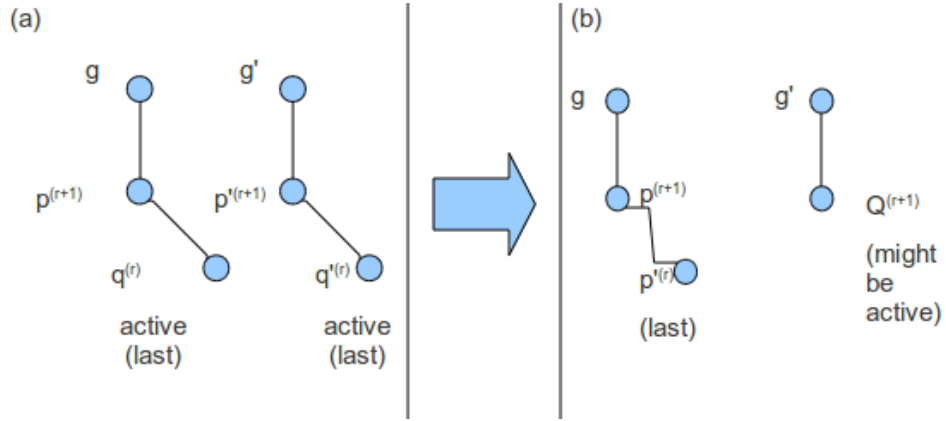 (a)
g
g'
p(r+1)
p'(r+1)
q(r)
q'(r)
active
(last)
active
(last)
(b)
g
g'
p(r+1)
Q(r+1)
p'(r)
(last)
(might
be
active)